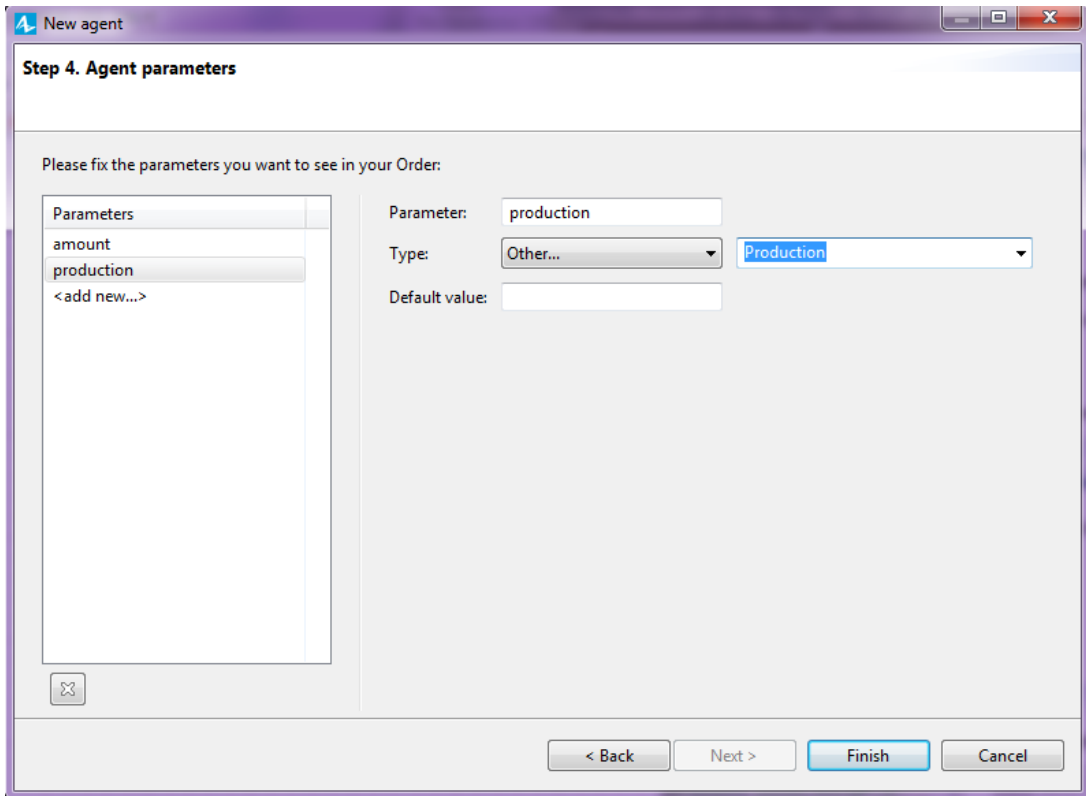 New agent
Step 4. Agent parameters
Please fix the parameters you want to see in your Order:
Parameters
amount
production
<add new...>
Parameter: production
Type: Other... Production
Default value:
< Back Next > Finish Cancel